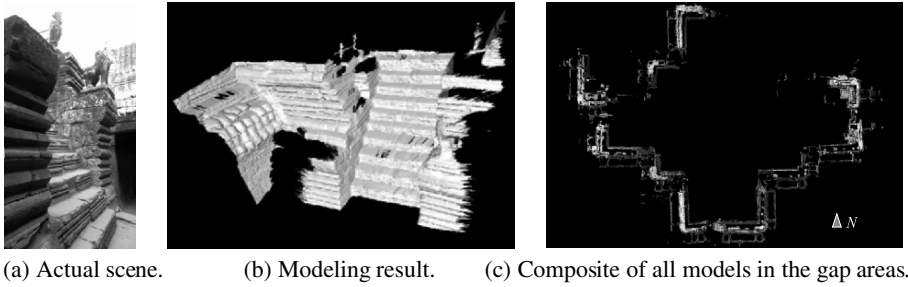 N
(a) Actual scene.
(b) Modeling result.
(c) Composite of all models in the gap areas.